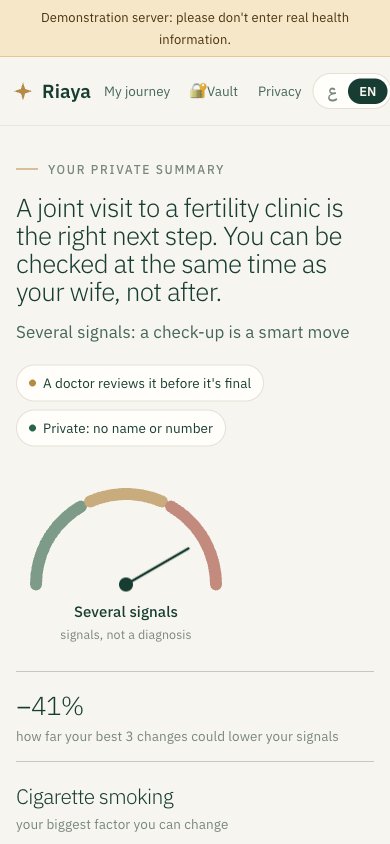 Demonstration server: please don't enter real health
information.
Riaya My journey 🔐Vault Privacy ع EN
YOUR PRIVATE SUMMARY
A joint visit to a fertility clinic is
the right next step. You can be
checked at the same time as
your wife, not after.
Several signals: a check-up is a smart move
A doctor reviews it before it's final
Private: no name or number
Several signals
signals, not a diagnosis
−41%
how far your best 3 changes could lower your signals
Cigarette smoking
your biggest factor you can change